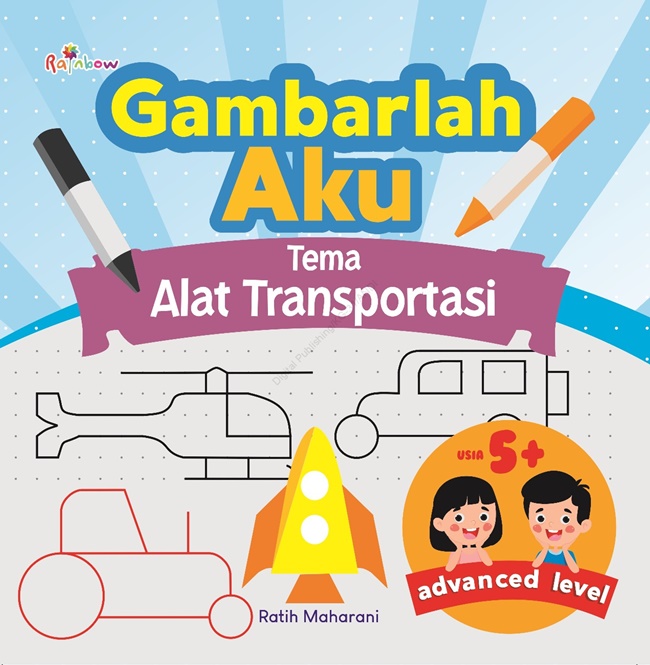 Rainbow
Gambarlah
Aku
Tema
Alat Transportasi
USIA 5+
advanced level
Ratih Maharani